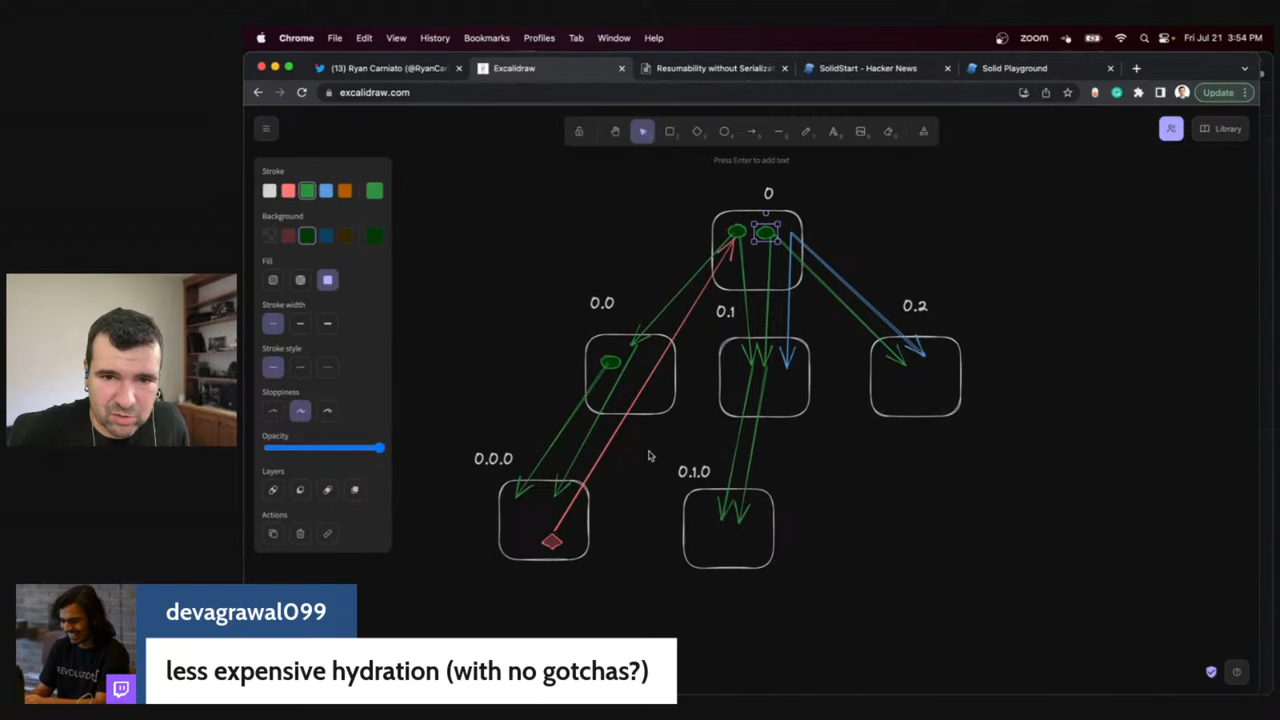 Chrome File Edit View History Bookmarks Profiles Tab Window Help
zoom Fri Jul 21 3:54 PM
(13) Ryan Carniato (@RyanCar
Excalidraw
Resumability without Serializat
SolidStart - Hacker News
Solid Playground
excalidraw.com
Update
Library
Press Enter to add text
Stroke
Background
Fill
Stroke width
Stroke style
Sloppiness
Opacity
Layers
Actions
0
0.0
0.1
0.2
0.0.0
0.1.0
devagrawal099
less expensive hydration (with no gotchas?)